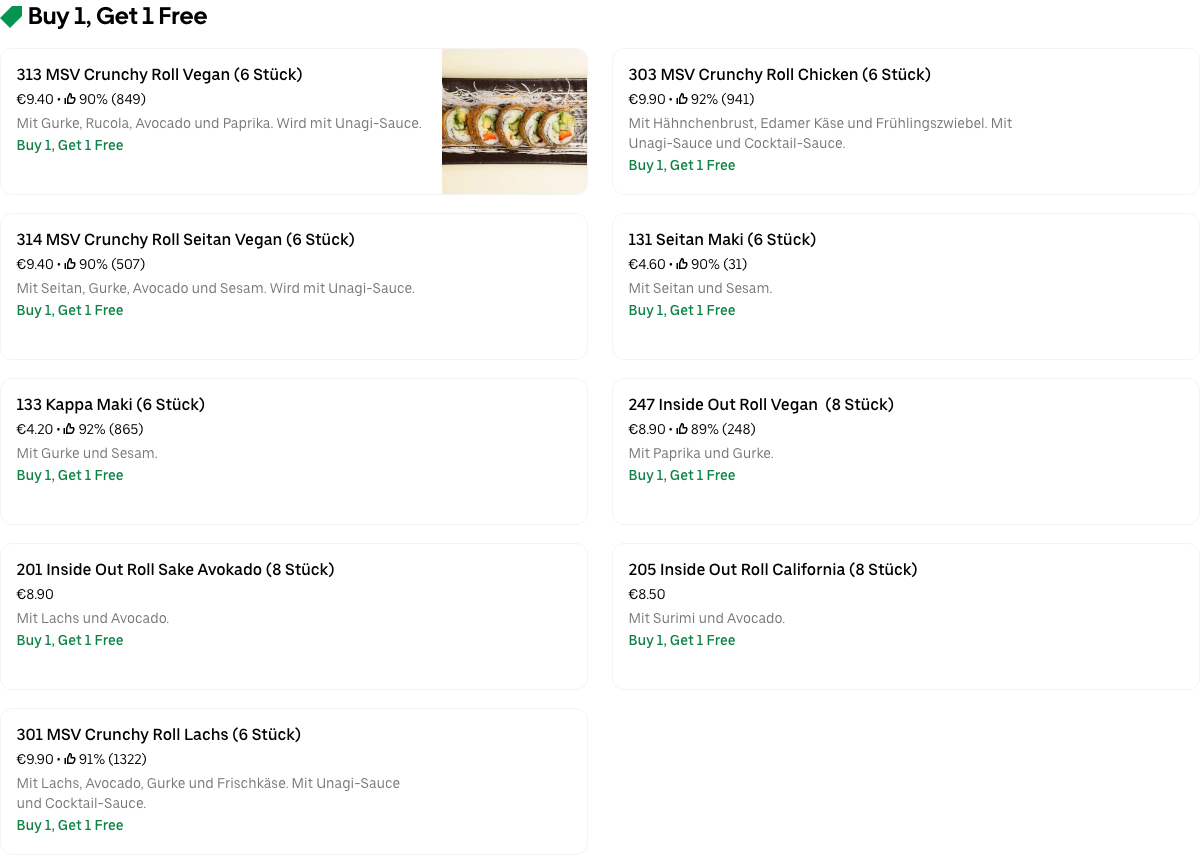 Buy 1, Get 1 Free
313 MSV Crunchy Roll Vegan (6 Stück)
€9.40 • 90% (849)
Mit Gurke, Rucola, Avocado und Paprika. Wird mit Unagi-Sauce.
Buy 1, Get 1 Free
303 MSV Crunchy Roll Chicken (6 Stück)
€9.90 • 92% (941)
Mit Hähnchenbrust, Edamer Käse und Frühlingszwiebel. Mit
Unagi-Sauce und Cocktail-Sauce.
Buy 1, Get 1 Free
314 MSV Crunchy Roll Seitan Vegan (6 Stück)
€9.40 • 90% (507)
Mit Seitan, Gurke, Avocado und Sesam. Wird mit Unagi-Sauce.
Buy 1, Get 1 Free
131 Seitan Maki (6 Stück)
€4.60 • 90% (31)
Mit Seitan und Sesam.
Buy 1, Get 1 Free
133 Kappa Maki (6 Stück)
€4.20 • 92% (865)
Mit Gurke und Sesam.
Buy 1, Get 1 Free
247 Inside Out Roll Vegan (8 Stück)
€8.90 • 89% (248)
Mit Paprika und Gurke.
Buy 1, Get 1 Free
201 Inside Out Roll Sake Avokado (8 Stück)
€8.90
Mit Lachs und Avocado.
Buy 1, Get 1 Free
205 Inside Out Roll California (8 Stück)
€8.50
Mit Surimi und Avocado.
Buy 1, Get 1 Free
301 MSV Crunchy Roll Lachs (6 Stück)
€9.90 • 91% (1322)
Mit Lachs, Avocado, Gurke und Frischkäse. Mit Unagi-Sauce
und Cocktail-Sauce.
Buy 1, Get 1 Free